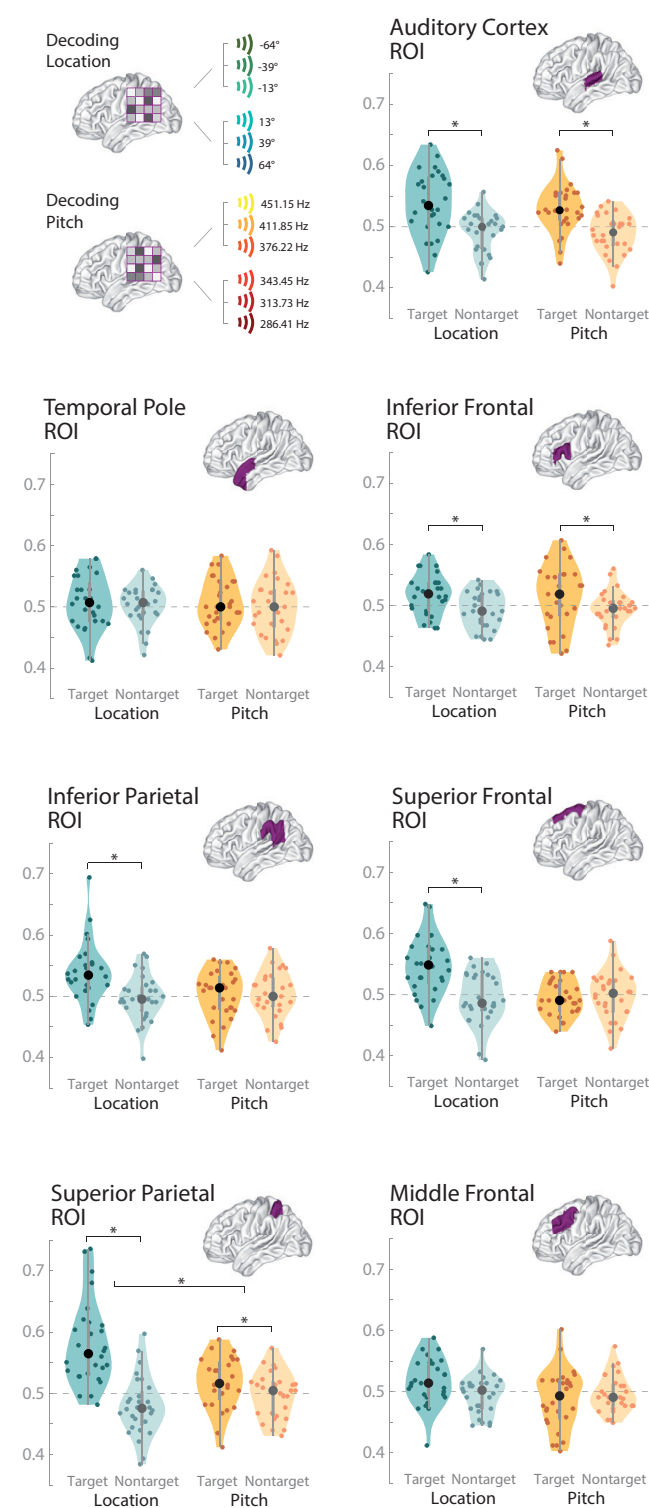 Decoding
Location
-64°
-39°
-13°
13°
39°
64°
Decoding
Pitch
451.15 Hz
411.85 Hz
376.22 Hz
343.45 Hz
313.73 Hz
286.41 Hz
Auditory Cortex
ROI
0.7
0.6
0.5
0.4
*
*
Target Nontarget Target Nontarget
Location Pitch
Temporal Pole
ROI
0.7
0.6
0.5
0.4
Target Nontarget Target Nontarget
Location Pitch
Inferior Frontal
ROI
0.7
0.6
0.5
0.4
*
*
Target Nontarget Target Nontarget
Location Pitch
Inferior Parietal
ROI
0.7
0.6
0.5
0.4
*
Target Nontarget Target Nontarget
Location Pitch
Superior Frontal
ROI
0.7
0.6
0.5
0.4
*
Target Nontarget Target Nontarget
Location Pitch
Superior Parietal
ROI
0.7
0.6
0.5
0.4
*
*
*
Target Nontarget Target Nontarget
Location Pitch
Middle Frontal
ROI
0.7
0.6
0.5
0.4
Target Nontarget Target Nontarget
Location Pitch